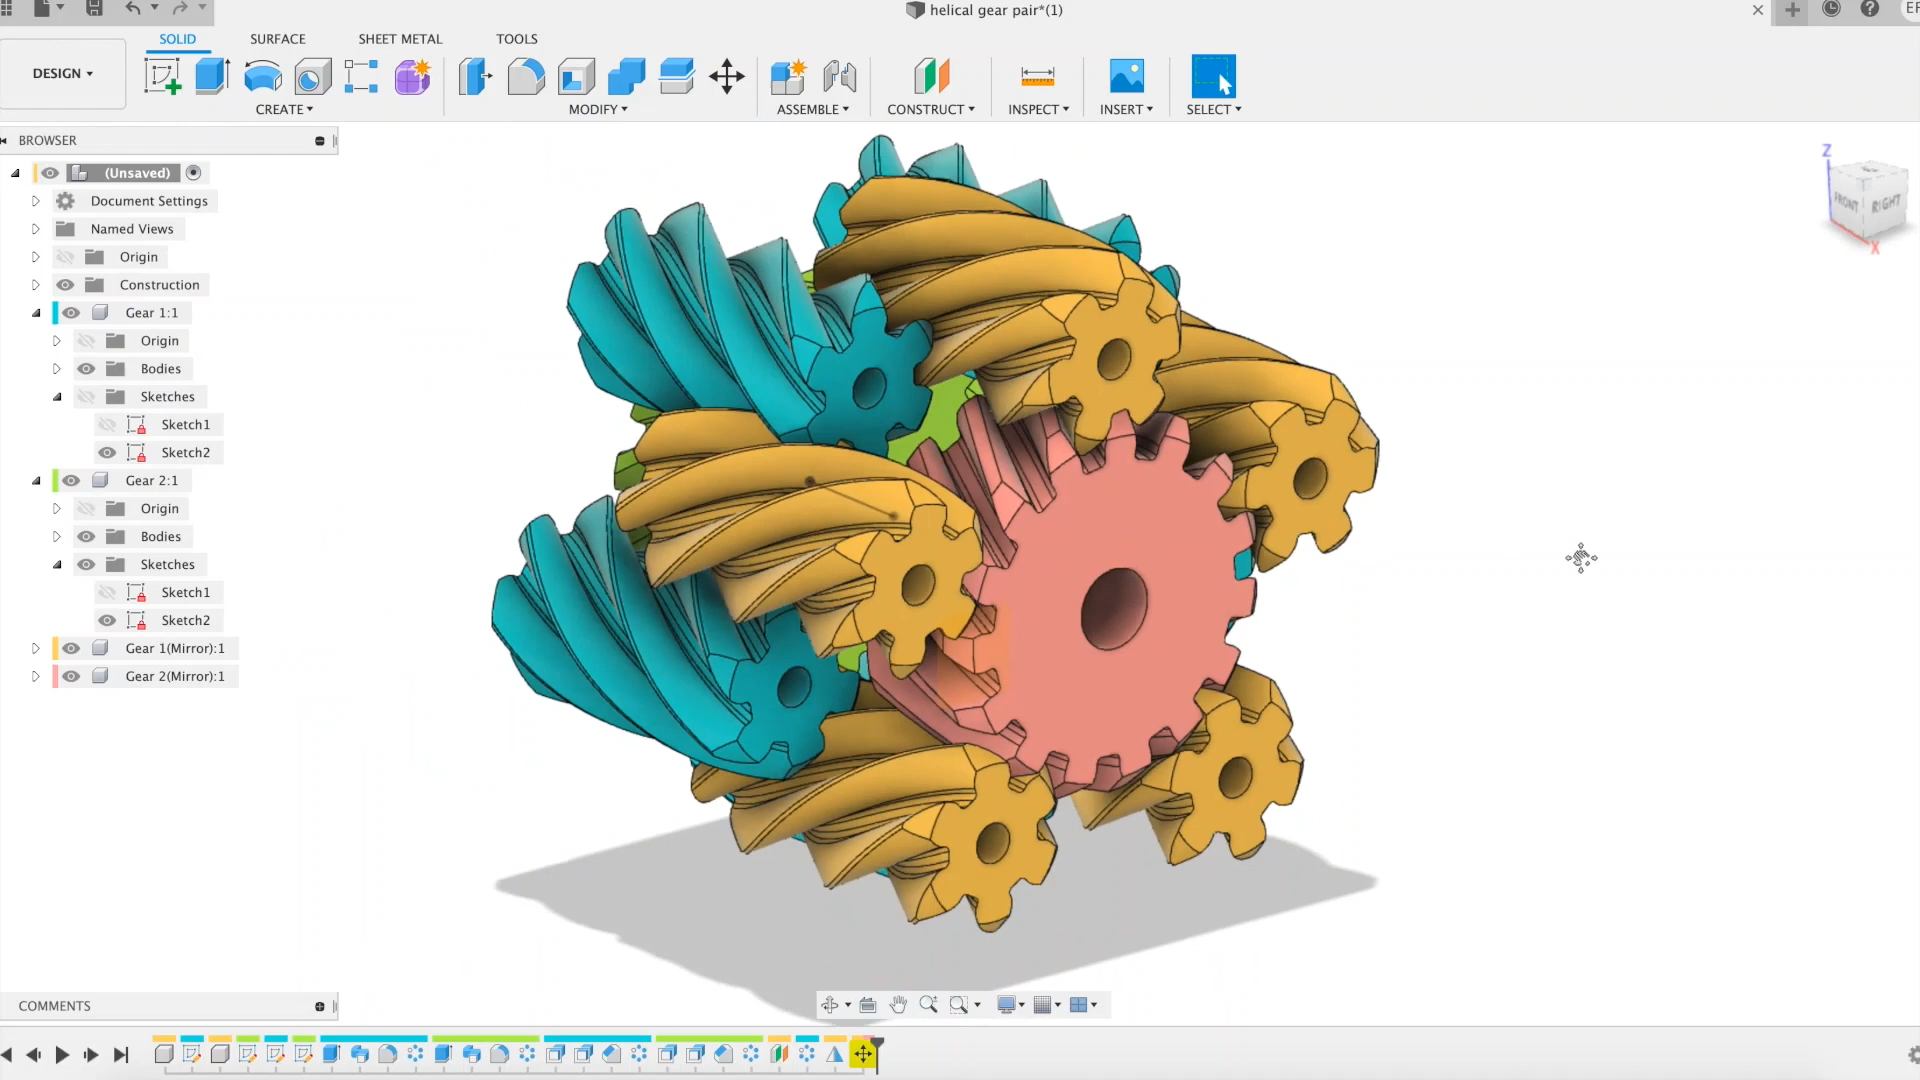 helical gear pair*(1)
EF
SOLID
SURFACE
SHEET METAL
TOOLS
DESIGN
CREATE
MODIFY
ASSEMBLE
CONSTRUCT
INSPECT
INSERT
SELECT
BROWSER
(Unsaved)
Document Settings
Named Views
Origin
Construction
Gear 1:1
Origin
Bodies
Sketches
Sketch1
Sketch2
Gear 2:1
Origin
Bodies
Sketches
Sketch1
Sketch2
Gear 1(Mirror):1
Gear 2(Mirror):1
Z
FRONT
RIGHT
X
COMMENTS